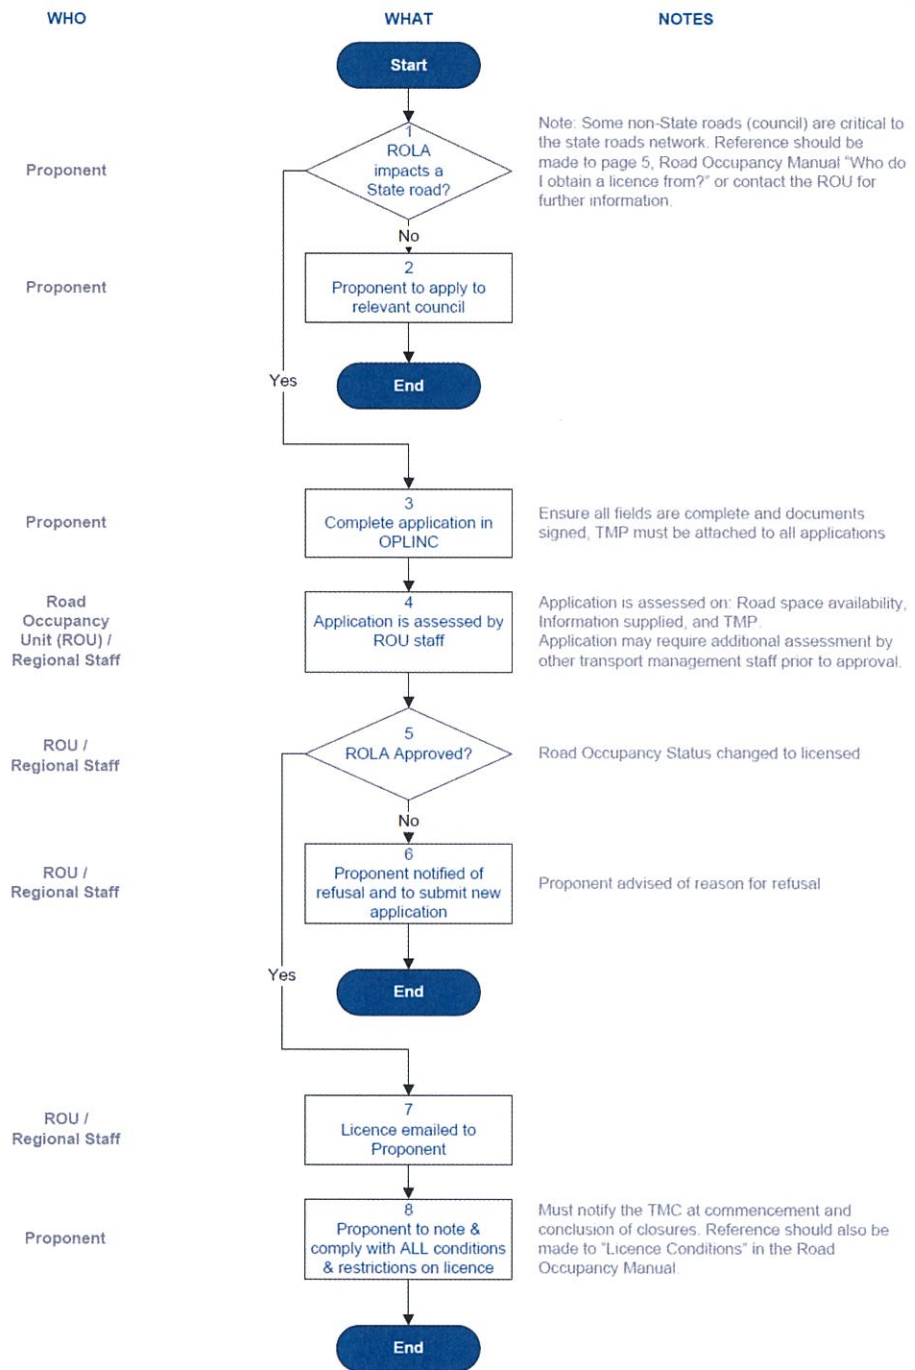 WHO
WHAT
NOTES
Start
Proponent
1
ROLA
impacts a
State road?
Note: Some non-State roads (council) are critical to
the state roads network. Reference should be
made to page 5, Road Occupancy Manual "Who do
I obtain a licence from?" or contact the ROU for
further information.
No
Proponent
2
Proponent to apply to
relevant council
Yes
End
Proponent
3
Complete application in
OPLINC
Ensure all fields are complete and documents
signed, TMP must be attached to all applications
Road
Occupancy
Unit (ROU) /
Regional Staff
4
Application is assessed by
ROU staff
Application is assessed on: Road space availability,
Information supplied, and TMP.
Application may require additional assessment by
other transport management staff prior to approval.
ROU /
Regional Staff
5
ROLA Approved?
Road Occupancy Status changed to licensed
No
ROU /
Regional Staff
6
Proponent notified of
refusal and to submit new
application
Proponent advised of reason for refusal
Yes
End
ROU /
Regional Staff
7
Licence emailed to
Proponent
Proponent
8
Proponent to note &
comply with ALL conditions
& restrictions on licence
Must notify the TMC at commencement and
conclusion of closures. Reference should also be
made to "Licence Conditions" in the Road
Occupancy Manual.
End